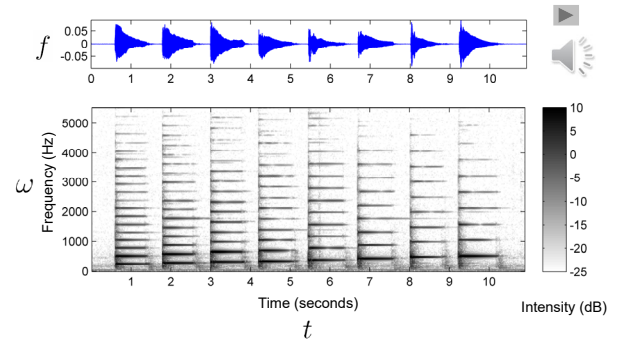 f
0.05
0
-0.05
0 1 2 3 4 5 6 7 8 9 10
ω
Frequency (Hz)
5000
4000
3000
2000
1000
0
1 2 3 4 5 6 7 8 9 10
Time (seconds)
t
10
5
0
-5
-10
-15
-20
-25
Intensity (dB)